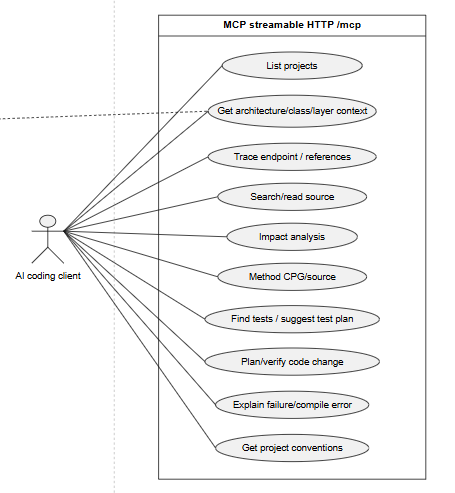 MCP streamable HTTP /mcp
List projects
Get architecture/class/layer context
Trace endpoint / references
Search/read source
Impact analysis
AI coding client
Method CPG/source
Find tests / suggest test plan
Plan/verify code change
Explain failure/compile error
Get project conventions